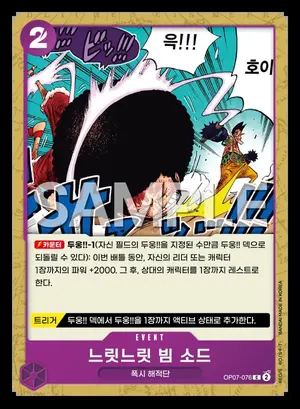 2
윽!!!
호이
SAMPLE
카운터 두웅!!-1(자신 필드의 두웅!!을 지정된 수만큼 두웅!! 덱으로
되돌릴 수 있다): 이번 배틀 동안, 자신의 리더 또는 캐릭터
1장까지의 파워 +2000. 그 후, 상대의 캐릭터를 1장까지 레스트로
한다.
트리거 두웅!! 덱에서 두웅!!을 1장까지 액티브 상태로 추가한다.
EVENT
느릿느릿 빔 소드
폭시 해적단
OP07-076 C 2